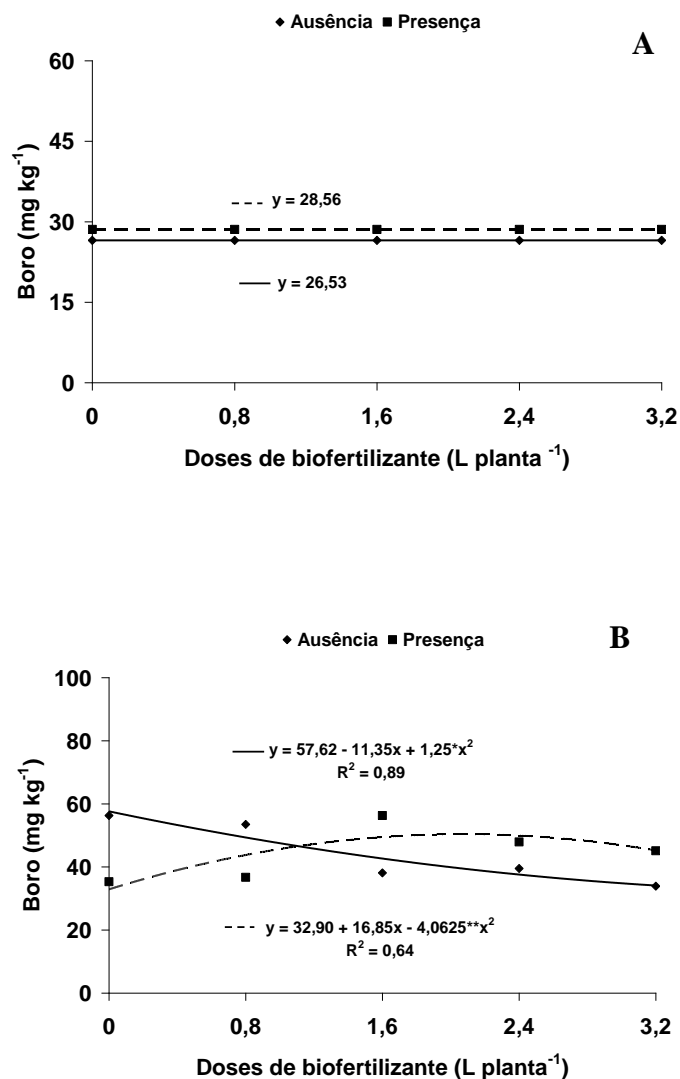 Ausência Presença
A
60
45
30
15
0
Boro (mg kg-1)
y = 28,56
y = 26,53
0 0,8 1,6 2,4 3,2
Doses de biofertilizante (L planta -1)
Ausência Presença
B
100
80
60
40
20
0
Boro (mg kg-1)
y = 57,62 - 11,35x + 1,25*x2
R2 = 0,89
y = 32,90 + 16,85x - 4,0625**x2
R2 = 0,64
0 0,8 1,6 2,4 3,2
Doses de biofertilizante (L planta-1)